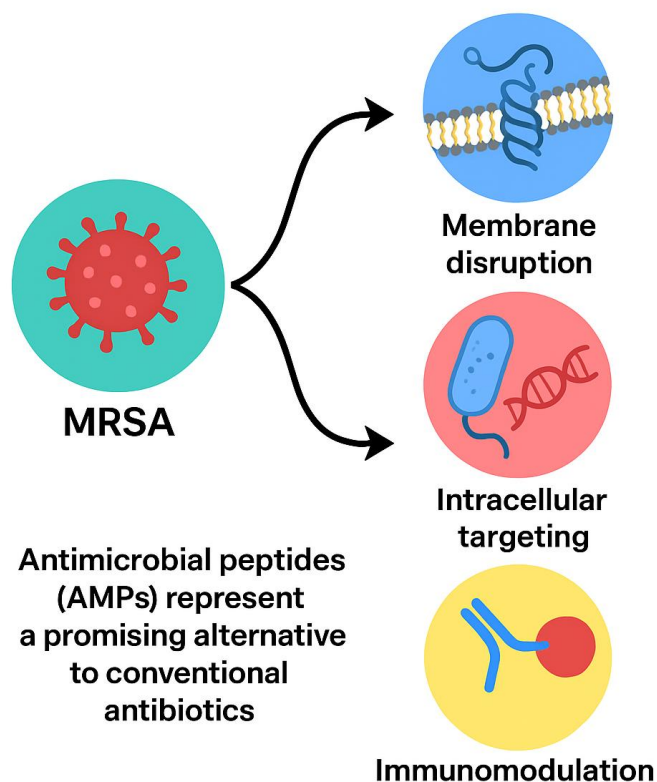 MRSA
Antimicrobial peptides
(AMPs) represent
a promising alternative
to conventional
antibiotics
Membrane
disruption
Intracellular
targeting
Immunomodulation